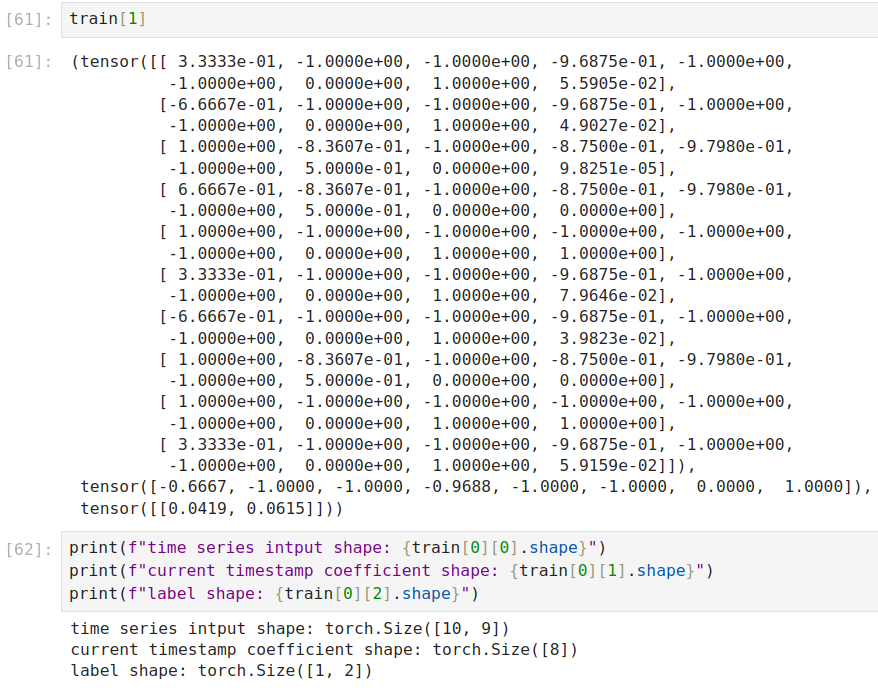 [61]: train[1]
[61]: (tensor([[ 3.3333e-01, -1.0000e+00, -1.0000e+00, -9.6875e-01, -1.0000e+00,
-1.0000e+00, 0.0000e+00, 1.0000e+00, 5.5905e-02],
[-6.6667e-01, -1.0000e+00, -1.0000e+00, -9.6875e-01, -1.0000e+00,
-1.0000e+00, 0.0000e+00, 1.0000e+00, 4.9027e-02],
[ 1.0000e+00, -8.3607e-01, -1.0000e+00, -8.7500e-01, -9.7980e-01,
-1.0000e+00, 5.0000e-01, 0.0000e+00, 9.8251e-05],
[ 6.6667e-01, -8.3607e-01, -1.0000e+00, -8.7500e-01, -9.7980e-01,
-1.0000e+00, 5.0000e-01, 0.0000e+00, 0.0000e+00],
[ 1.0000e+00, -1.0000e+00, -1.0000e+00, -1.0000e+00, -1.0000e+00,
-1.0000e+00, 0.0000e+00, 1.0000e+00, 1.0000e+00],
[ 3.3333e-01, -1.0000e+00, -1.0000e+00, -9.6875e-01, -1.0000e+00,
-1.0000e+00, 0.0000e+00, 1.0000e+00, 7.9646e-02],
[-6.6667e-01, -1.0000e+00, -1.0000e+00, -9.6875e-01, -1.0000e+00,
-1.0000e+00, 0.0000e+00, 1.0000e+00, 3.9823e-02],
[ 1.0000e+00, -8.3607e-01, -1.0000e+00, -8.7500e-01, -9.7980e-01,
-1.0000e+00, 5.0000e-01, 0.0000e+00, 0.0000e+00],
[ 1.0000e+00, -1.0000e+00, -1.0000e+00, -1.0000e+00, -1.0000e+00,
-1.0000e+00, 0.0000e+00, 1.0000e+00, 1.0000e+00],
[ 3.3333e-01, -1.0000e+00, -1.0000e+00, -9.6875e-01, -1.0000e+00,
-1.0000e+00, 0.0000e+00, 1.0000e+00, 5.9159e-02]]),
tensor([-0.6667, -1.0000, -1.0000, -0.9688, -1.0000, -1.0000, 0.0000, 1.0000]),
tensor([[0.0419, 0.0615]]))
[62]: print(f"time series intput shape: {train[0][0].shape}")
print(f"current timestamp coefficient shape: {train[0][1].shape}")
print(f"label shape: {train[0][2].shape}")
time series intput shape: torch.Size([10, 9])
current timestamp coefficient shape: torch.Size([8])
label shape: torch.Size([1, 2])